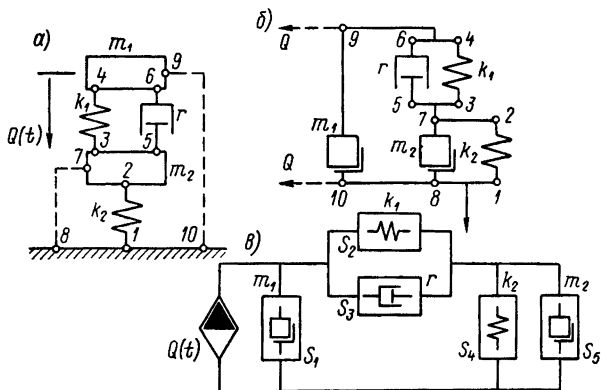 а)
m₁
9
4
6
k₁
r
Q(t)
3
5
7
m₂
2
k₂
8
1
10
б)
Q
9
6
4
r
k₁
5
3
7
2
m₁
m₂
k₂
Q
10
8
1
в)
k₁
S₂
m₁
r
S₃
k₂
m₂
Q(t)
S₁
S₄
S₅